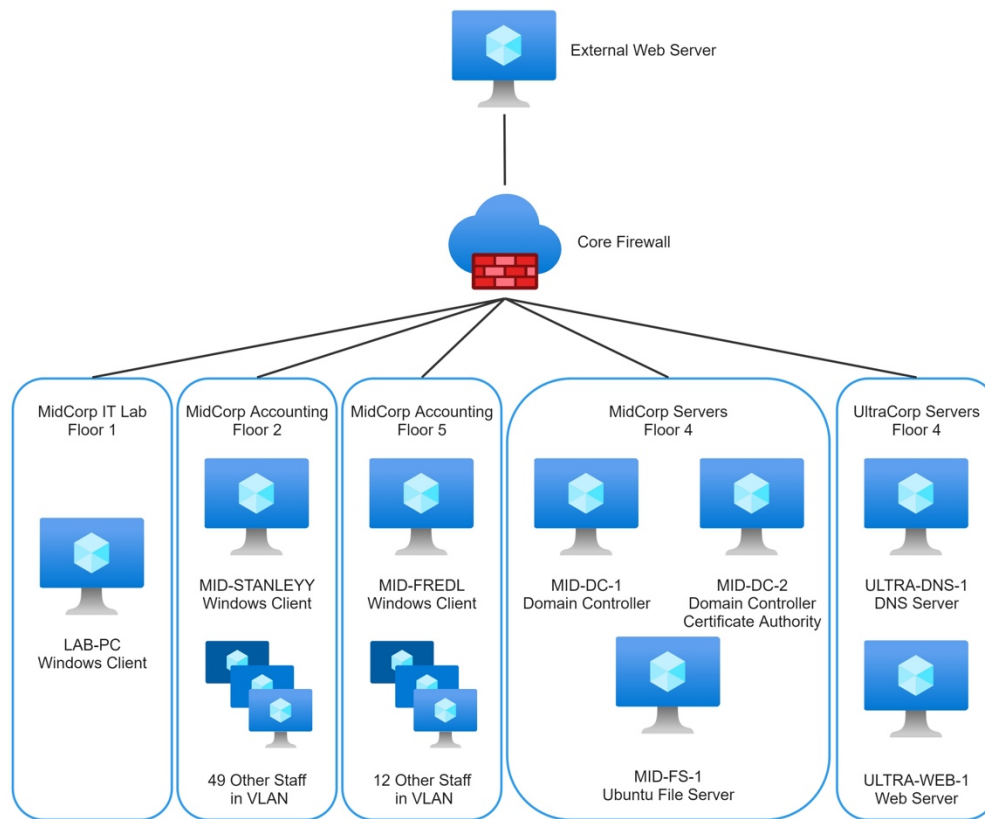 External Web Server
Core Firewall
MidCorp IT Lab
Floor 1
LAB-PC
Windows Client
MidCorp Accounting
Floor 2
MID-STANLEYY
Windows Client
49 Other Staff
in VLAN
MidCorp Accounting
Floor 5
MID-FREDL
Windows Client
12 Other Staff
in VLAN
MidCorp Servers
Floor 4
MID-DC-1
Domain Controller
MID-DC-2
Domain Controller
Certificate Authority
MID-FS-1
Ubuntu File Server
UltraCorp Servers
Floor 4
ULTRA-DNS-1
DNS Server
ULTRA-WEB-1
Web Server